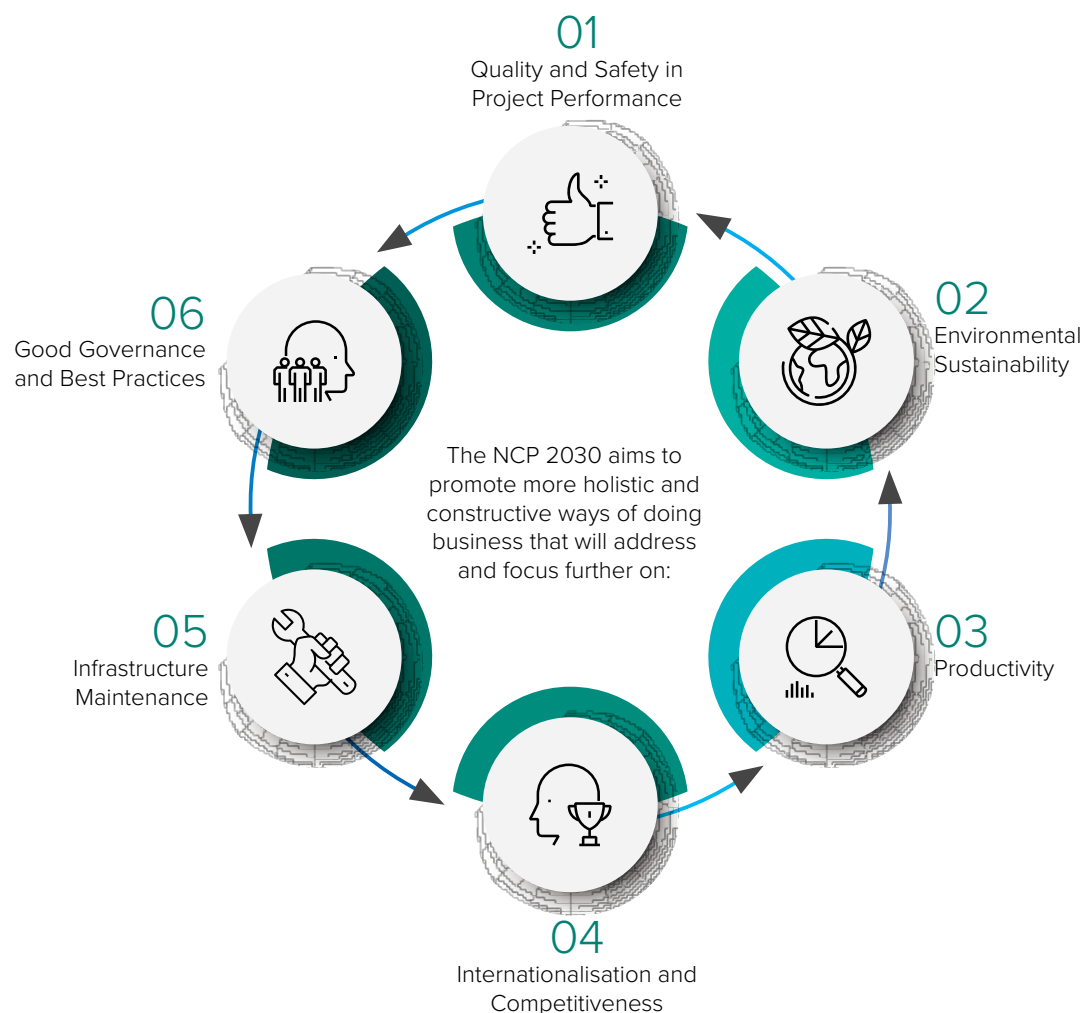 01
Quality and Safety in
Project Performance
02
Environmental
Sustainability
03
Productivity
04
Internationalisation and
Competitiveness
05
Infrastructure
Maintenance
06
Good Governance
and Best Practices
The NCP 2030 aims to
promote more holistic and
constructive ways of doing
business that will address
and focus further on: